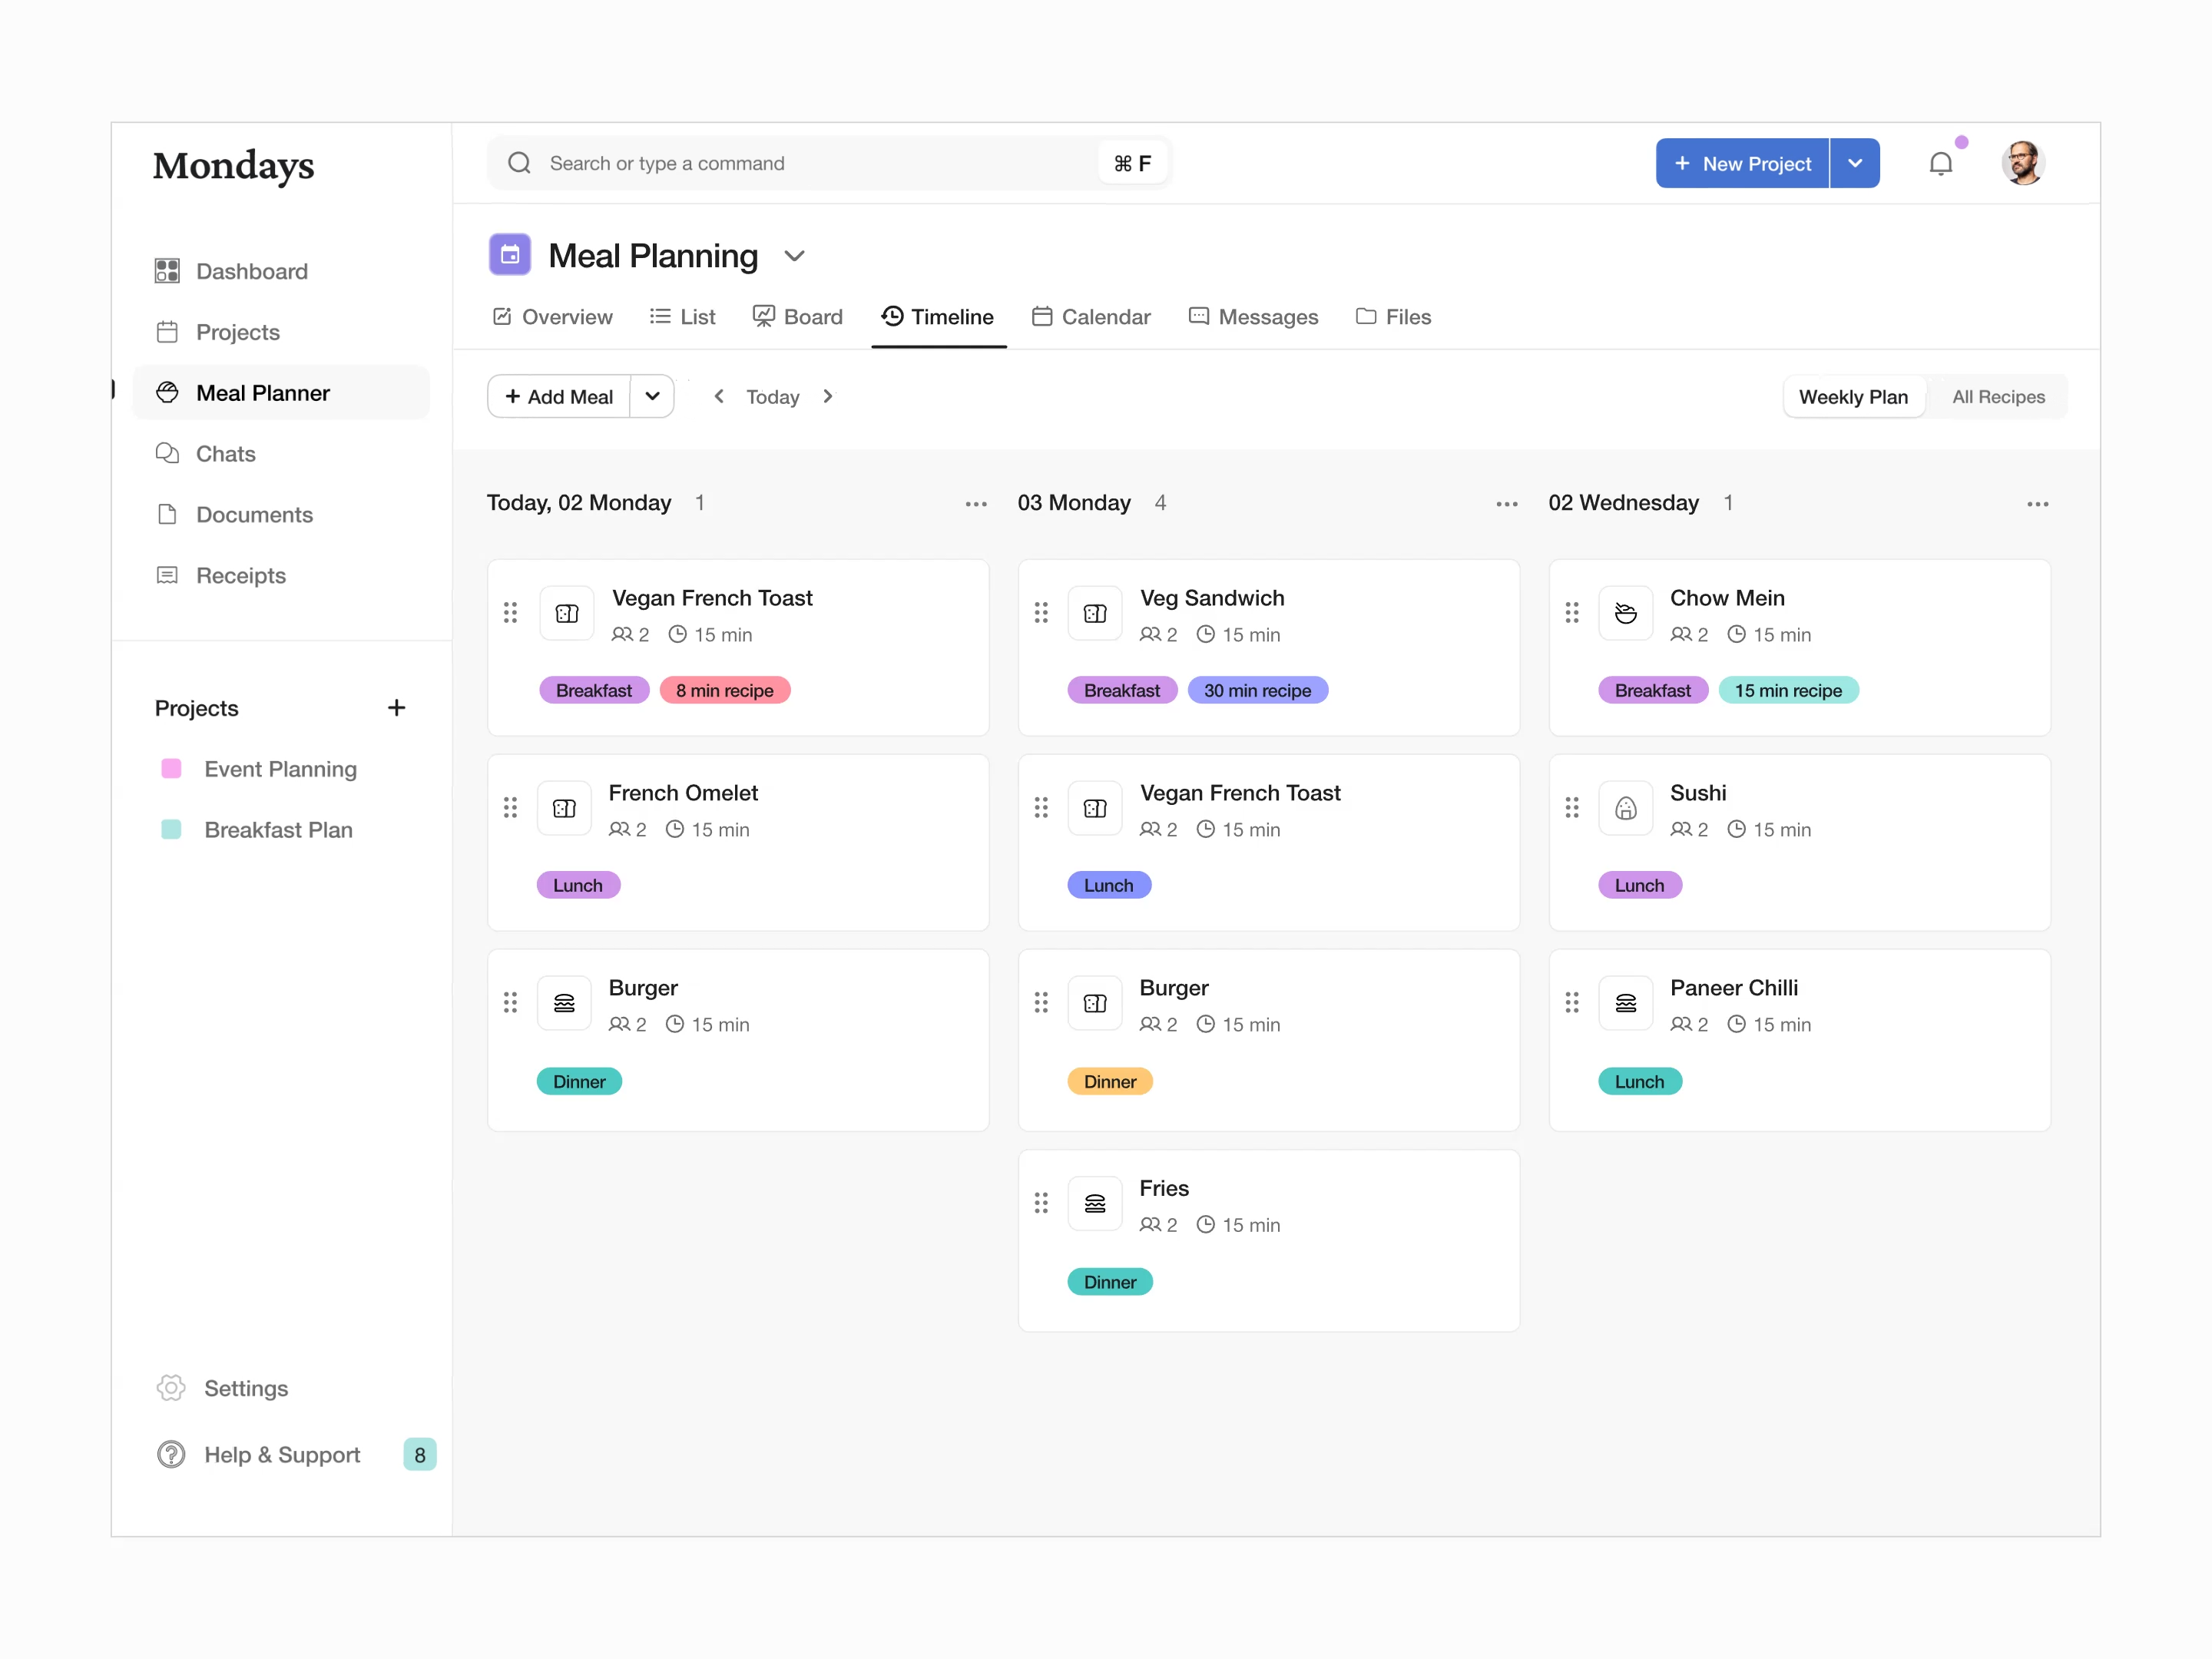 Mondays
Search or type a command
⌘ F
+ New Project
Dashboard
Projects
Meal Planner
Chats
Documents
Receipts
Projects +
Event Planning
Breakfast Plan
Settings
Help & Support 8
Meal Planning
Overview List Board Timeline Calendar Messages Files
+ Add Meal
Today
Weekly Plan All Recipes
Today, 02 Monday 1
Vegan French Toast
2 15 min
Breakfast 8 min recipe
French Omelet
2 15 min
Lunch
Burger
2 15 min
Dinner
03 Monday 4
Veg Sandwich
2 15 min
Breakfast 30 min recipe
Vegan French Toast
2 15 min
Lunch
Burger
2 15 min
Dinner
Fries
2 15 min
Dinner
02 Wednesday 1
Chow Mein
2 15 min
Breakfast 15 min recipe
Sushi
2 15 min
Lunch
Paneer Chilli
2 15 min
Lunch